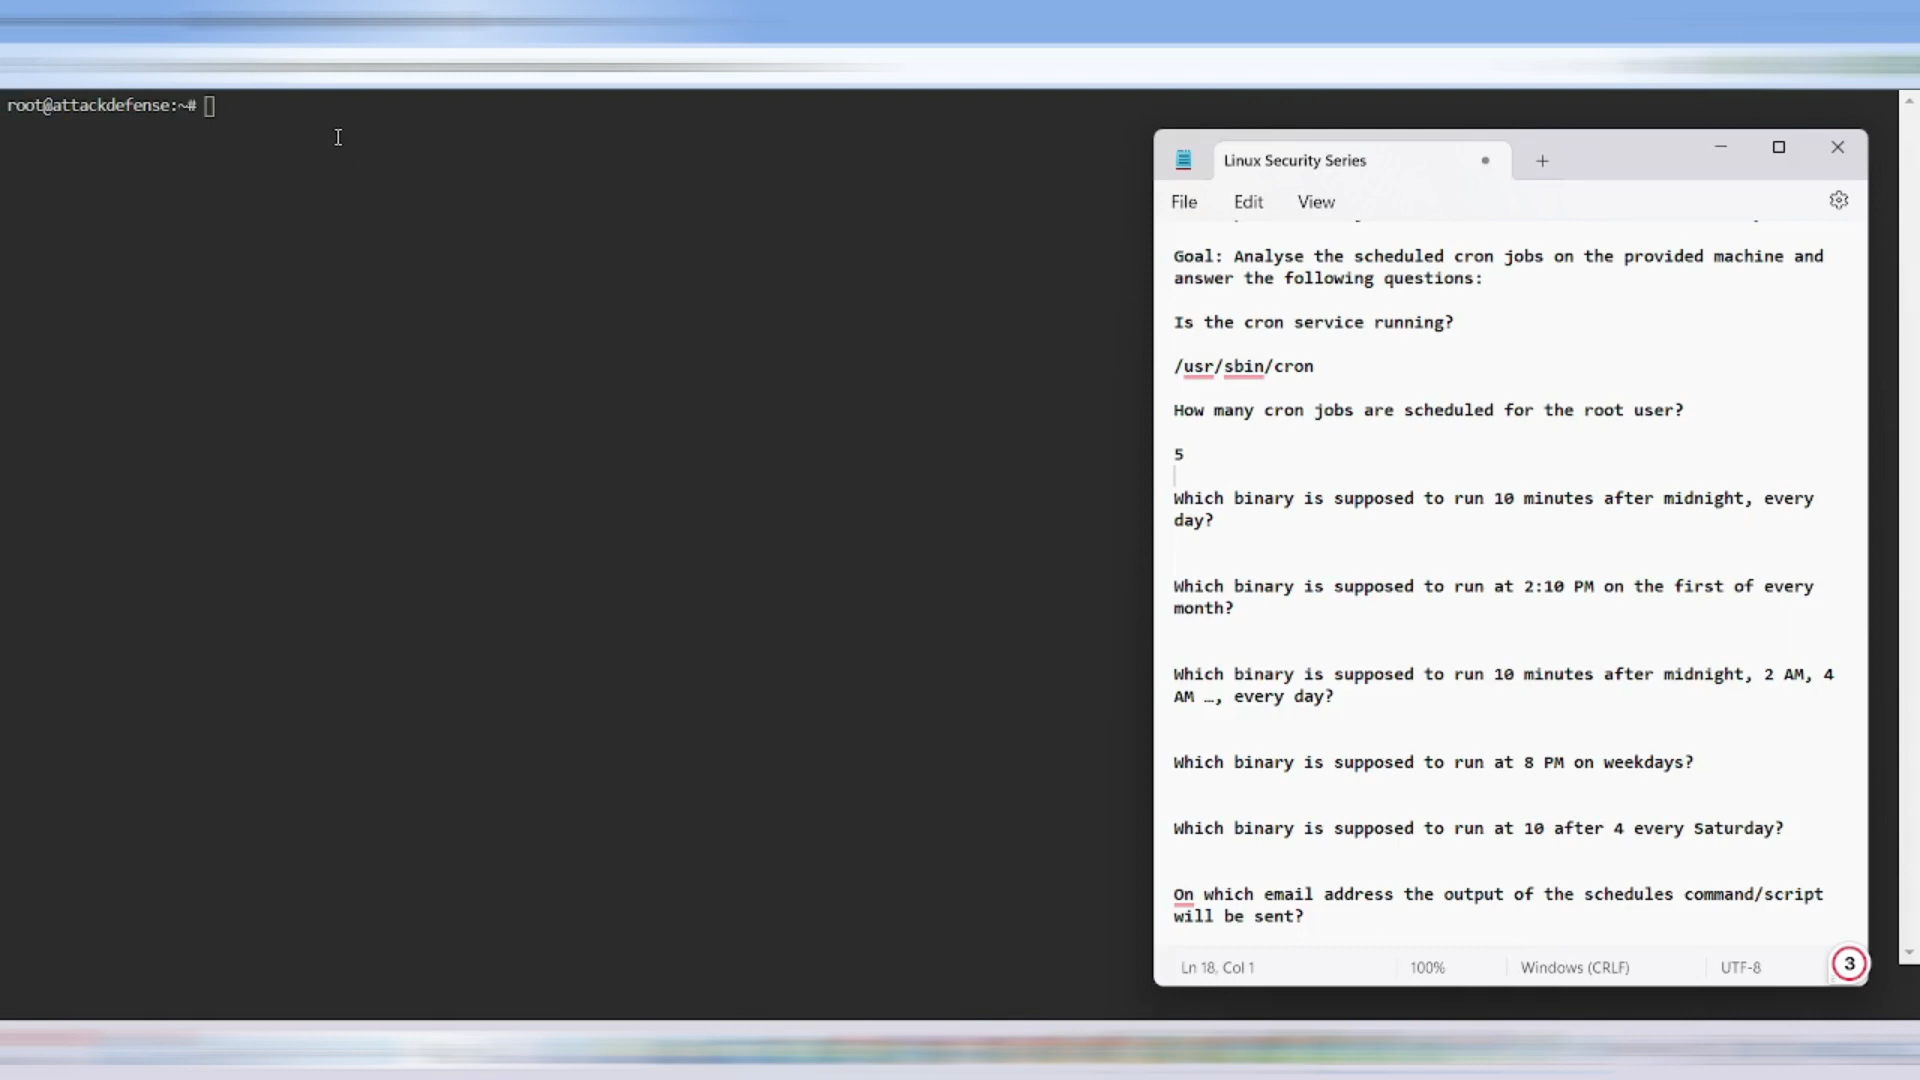 root@attackdefense:~#
Linux Security Series
File Edit View
Goal: Analyse the scheduled cron jobs on the provided machine and
answer the following questions:
Is the cron service running?
/usr/sbin/cron
How many cron jobs are scheduled for the root user?
5
Which binary is supposed to run 10 minutes after midnight, every
day?
Which binary is supposed to run at 2:10 PM on the first of every
month?
Which binary is supposed to run 10 minutes after midnight, 2 AM, 4
AM …, every day?
Which binary is supposed to run at 8 PM on weekdays?
Which binary is supposed to run at 10 after 4 every Saturday?
On which email address the output of the schedules command/script
will be sent?
Ln 18, Col 1 100% Windows (CRLF) UTF-8 3